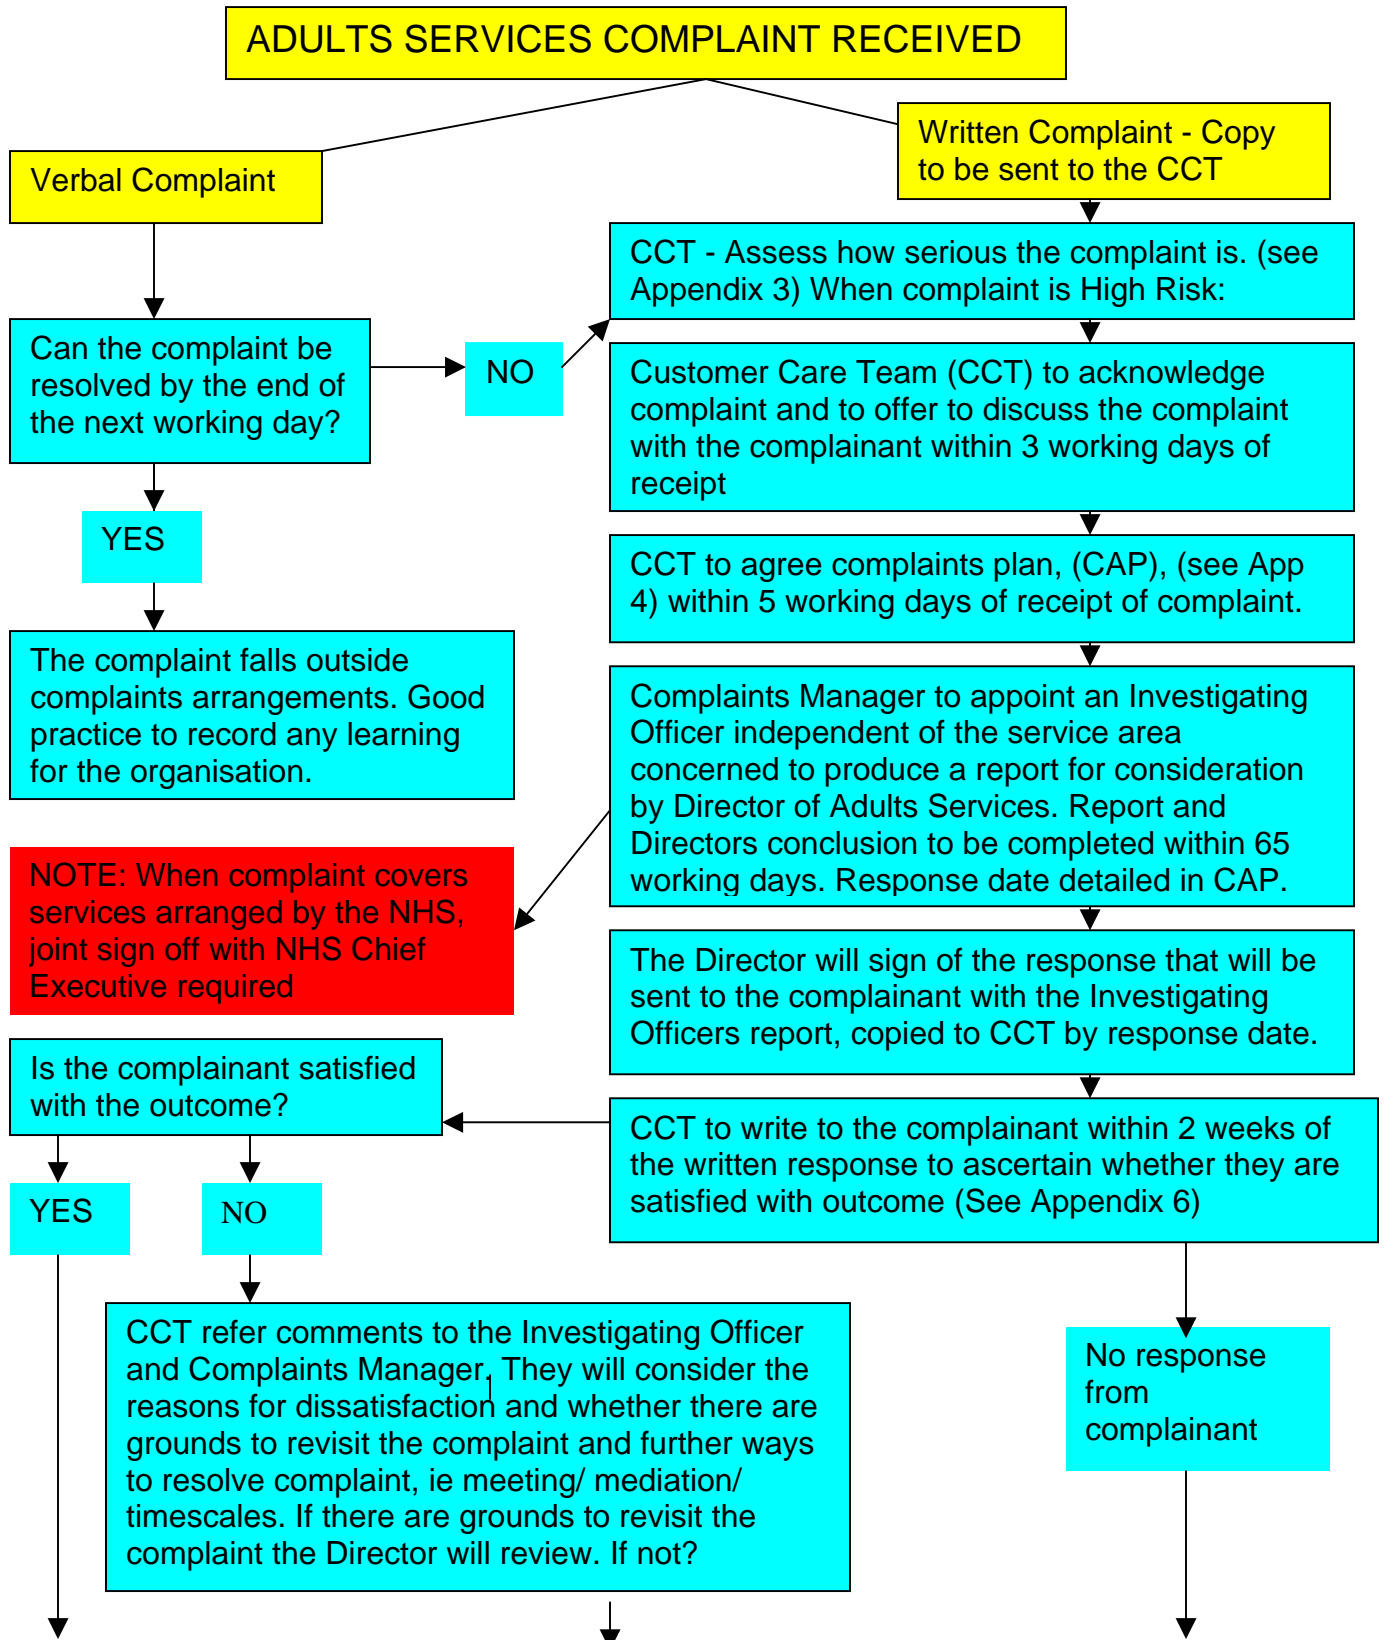 ADULTS SERVICES COMPLAINT RECEIVED
Written Complaint - Copy
to be sent to the CCT
Verbal Complaint
CCT - Assess how serious the complaint is. (see
Appendix 3) When complaint is High Risk:
Can the complaint be
resolved by the end of
the next working day?
NO
Customer Care Team (CCT) to acknowledge
complaint and to offer to discuss the complaint
with the complainant within 3 working days of
receipt
YES
CCT to agree complaints plan, (CAP), (see App
4) within 5 working days of receipt of complaint.
The complaint falls outside
complaints arrangements. Good
practice to record any learning
for the organisation.
Complaints Manager to appoint an Investigating
Officer independent of the service area
concerned to produce a report for consideration
by Director of Adults Services. Report and
Directors conclusion to be completed within 65
working days. Response date detailed in CAP.
NOTE: When complaint covers
services arranged by the NHS,
joint sign off with NHS Chief
Executive required
The Director will sign of the response that will be
sent to the complainant with the Investigating
Officers report, copied to CCT by response date.
Is the complainant satisfied
with the outcome?
CCT to write to the complainant within 2 weeks of
the written response to ascertain whether they are
satisfied with outcome (See Appendix 6)
YES
NO
CCT refer comments to the Investigating Officer
and Complaints Manager. They will consider the
reasons for dissatisfaction and whether there are
grounds to revisit the complaint and further ways
to resolve complaint, ie meeting/ mediation/
timescales. If there are grounds to revisit the
complaint the Director will review. If not?
No response
from
complainant